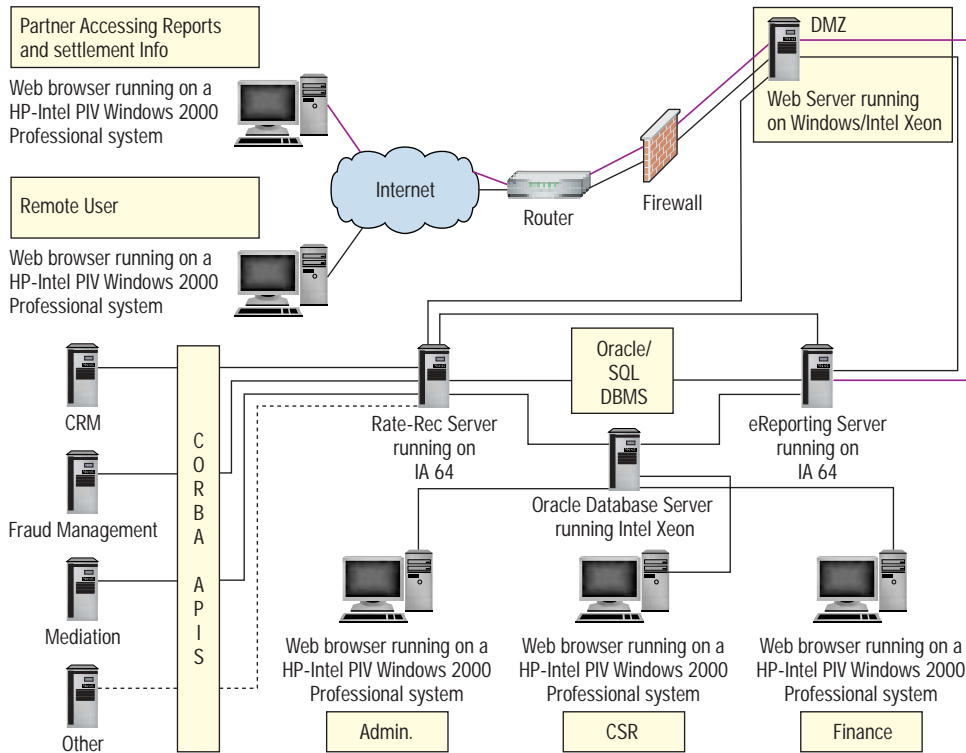 Partner Accessing Reports
and settlement Info
Web browser running on a
HP-Intel PIV Windows 2000
Professional system
DMZ
Web Server running
on Windows/Intel Xeon
Internet
Router
Firewall
Remote User
Web browser running on a
HP-Intel PIV Windows 2000
Professional system
CRM
Fraud Management
Mediation
Other
CORBA APIS
Rate-Rec Server
running on
IA 64
Oracle/
SQL
DBMS
eReporting Server
running on
IA 64
Oracle Database Server
running Intel Xeon
Web browser running on a
HP-Intel PIV Windows 2000
Professional system
Admin.
Web browser running on a
HP-Intel PIV Windows 2000
Professional system
CSR
Web browser running on a
HP-Intel PIV Windows 2000
Professional system
Finance